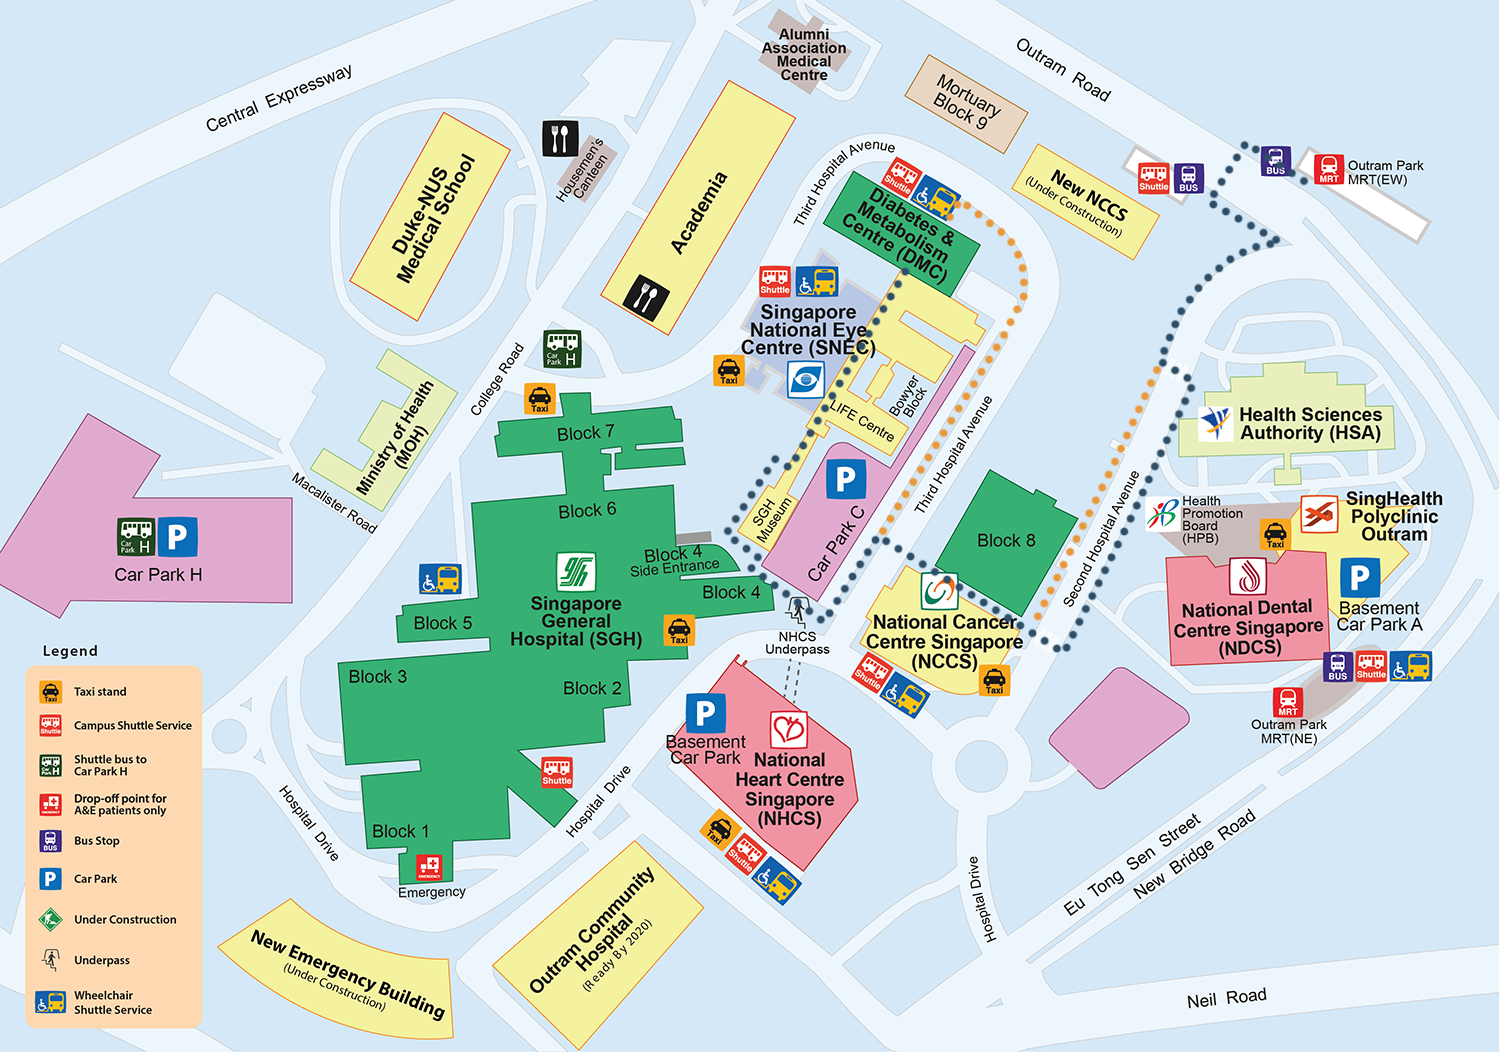 Alumni
Association
Medical
Centre
Outram Road
Central Expressway
Mortuary
Block 9
Housemen's
Canteen
Third Hospital Avenue
Duke-NUS
Medical School
Academia
Shuttle
Diabetes &
Metabolism
Centre (DMC)
New NCCS
(Under Construction)
Shuttle
BUS
BUS
MRT
Outram Park
MRT(EW)
Shuttle
Singapore
National Eye
Centre (SNEC)
Taxi
Car
Park H
College Road
Taxi
Bowyer
Block
LIFE Centre
Third Hospital Avenue
Ministry of Health
(MOH)
Macalister Road
Block 7
Block 6
SGH
Museum
P
Car Park C
Block 8
Second Hospital Avenue
Health Sciences
Authority (HSA)
Health
Promotion
Board
(HPB)
Taxi
SingHealth
Polyclinic
Outram
Car
Park H
P
Car Park H
Block 4
Side Entrance
Block 4
Singapore
General
Hospital (SGH)
Block 5
Taxi
NHCS
Underpass
National Cancer
Centre Singapore
(NCCS)
Shuttle
Taxi
National Dental
Centre Singapore
(NDCS)
P
Basement
Car Park A
BUS
Shuttle
MRT
Outram Park
MRT(NE)
Block 3
Block 2
P
Basement
Car Park
National
Heart Centre
Singapore
(NHCS)
Taxi
Shuttle
Shuttle
Hospital Drive
Hospital Drive
Block 1
EMERGENCY
Emergency
Hospital Drive
Eu Tong Sen Street
New Bridge Road
Neil Road
New Emergency Building
(Under Construction)
Outram Community
Hospital
(Ready By 2020)
Legend
Taxi
Taxi stand
Shuttle
Campus Shuttle Service
Car
Park H
Shuttle bus to
Car Park H
EMERGENCY
Drop-off point for
A&E patients only
BUS
Bus Stop
P
Car Park
Under Construction
Underpass
Wheelchair
Shuttle Service